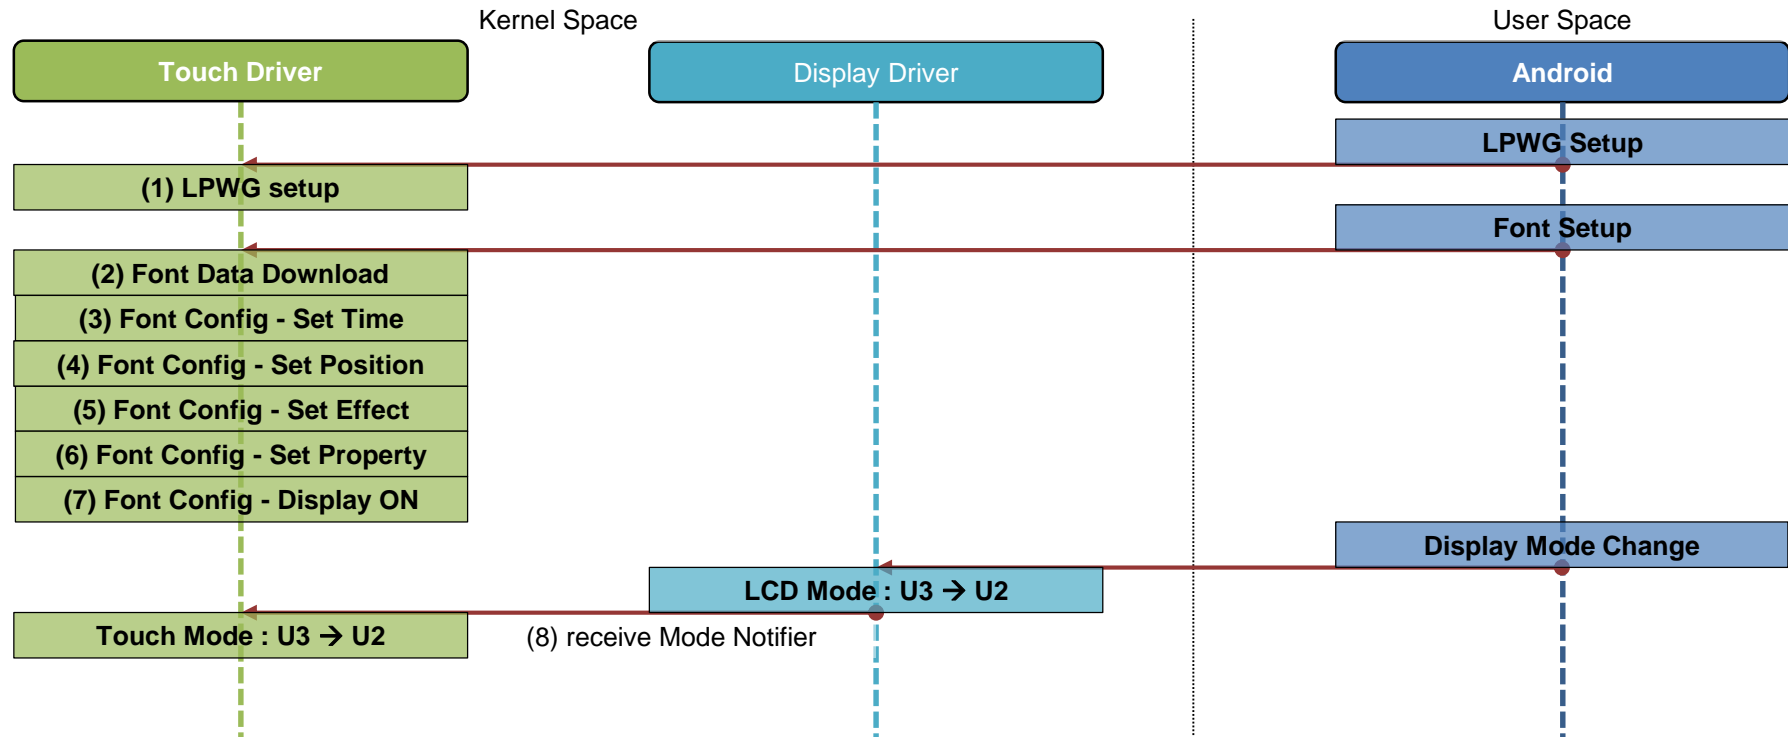 Kernel Space
User Space
Touch Driver
Display Driver
Android
LPWG Setup
(1) LPWG setup
Font Setup
(2) Font Data Download
(3) Font Config - Set Time
(4) Font Config - Set Position
(5) Font Config - Set Effect
(6) Font Config - Set Property
(7) Font Config - Display ON
Display Mode Change
LCD Mode : U3 → U2
Touch Mode : U3 → U2
(8) receive Mode Notifier